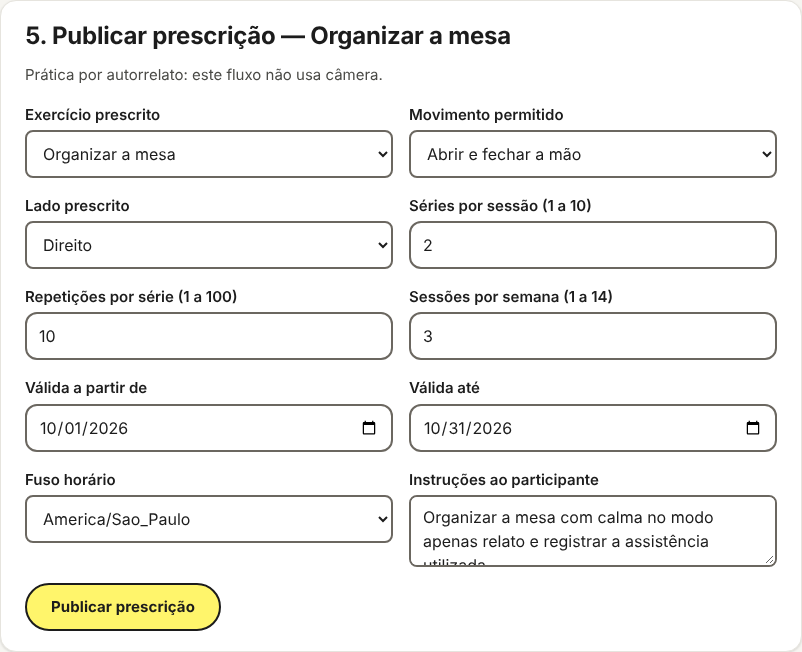 5. Publicar prescrição — Organizar a mesa
Prática por autorrelato: este fluxo não usa câmera.
Exercício prescrito
Movimento permitido
Organizar a mesa
Abrir e fechar a mão
Lado prescrito
Séries por sessão (1 a 10)
Direito
2
Repetições por série (1 a 100)
Sessões por semana (1 a 14)
10
3
Válida a partir de
Válida até
10/01/2026
10/31/2026
Fuso horário
Instruções ao participante
America/Sao_Paulo
Organizar a mesa com calma no modo
apenas relato e registrar a assistência
utilizada
Publicar prescrição